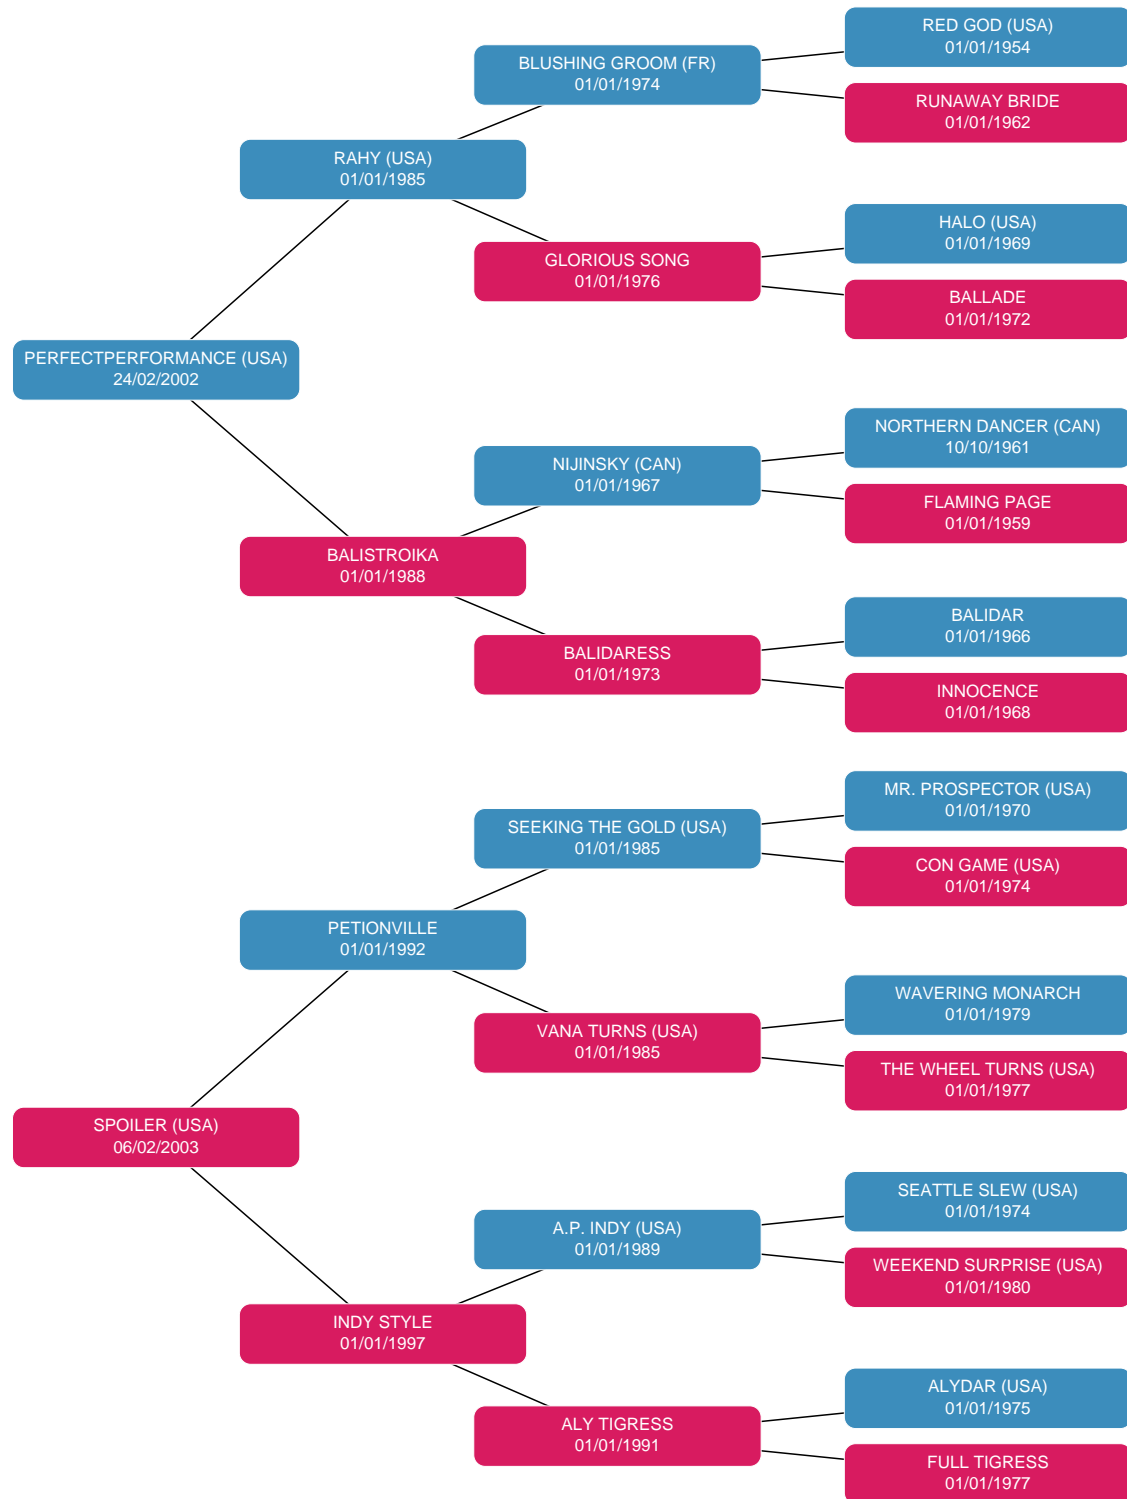 RED GOD (USA)
01/01/1954
BLUSHING GROOM (FR)
01/01/1974
RUNAWAY BRIDE
01/01/1962
RAHY (USA)
01/01/1985
HALO (USA)
01/01/1969
GLORIOUS SONG
01/01/1976
BALLADE
01/01/1972
PERFECTPERFORMANCE (USA)
24/02/2002
NORTHERN DANCER (CAN)
10/10/1961
NIJINSKY (CAN)
01/01/1967
FLAMING PAGE
01/01/1959
BALISTROIKA
01/01/1988
BALIDAR
01/01/1966
BALIDARESS
01/01/1973
INNOCENCE
01/01/1968
MR. PROSPECTOR (USA)
01/01/1970
SEEKING THE GOLD (USA)
01/01/1985
CON GAME (USA)
01/01/1974
PETIONVILLE
01/01/1992
WAVERING MONARCH
01/01/1979
VANA TURNS (USA)
01/01/1985
THE WHEEL TURNS (USA)
01/01/1977
SPOILER (USA)
06/02/2003
SEATTLE SLEW (USA)
01/01/1974
A.P. INDY (USA)
01/01/1989
WEEKEND SURPRISE (USA)
01/01/1980
INDY STYLE
01/01/1997
ALYDAR (USA)
01/01/1975
ALY TIGRESS
01/01/1991
FULL TIGRESS
01/01/1977